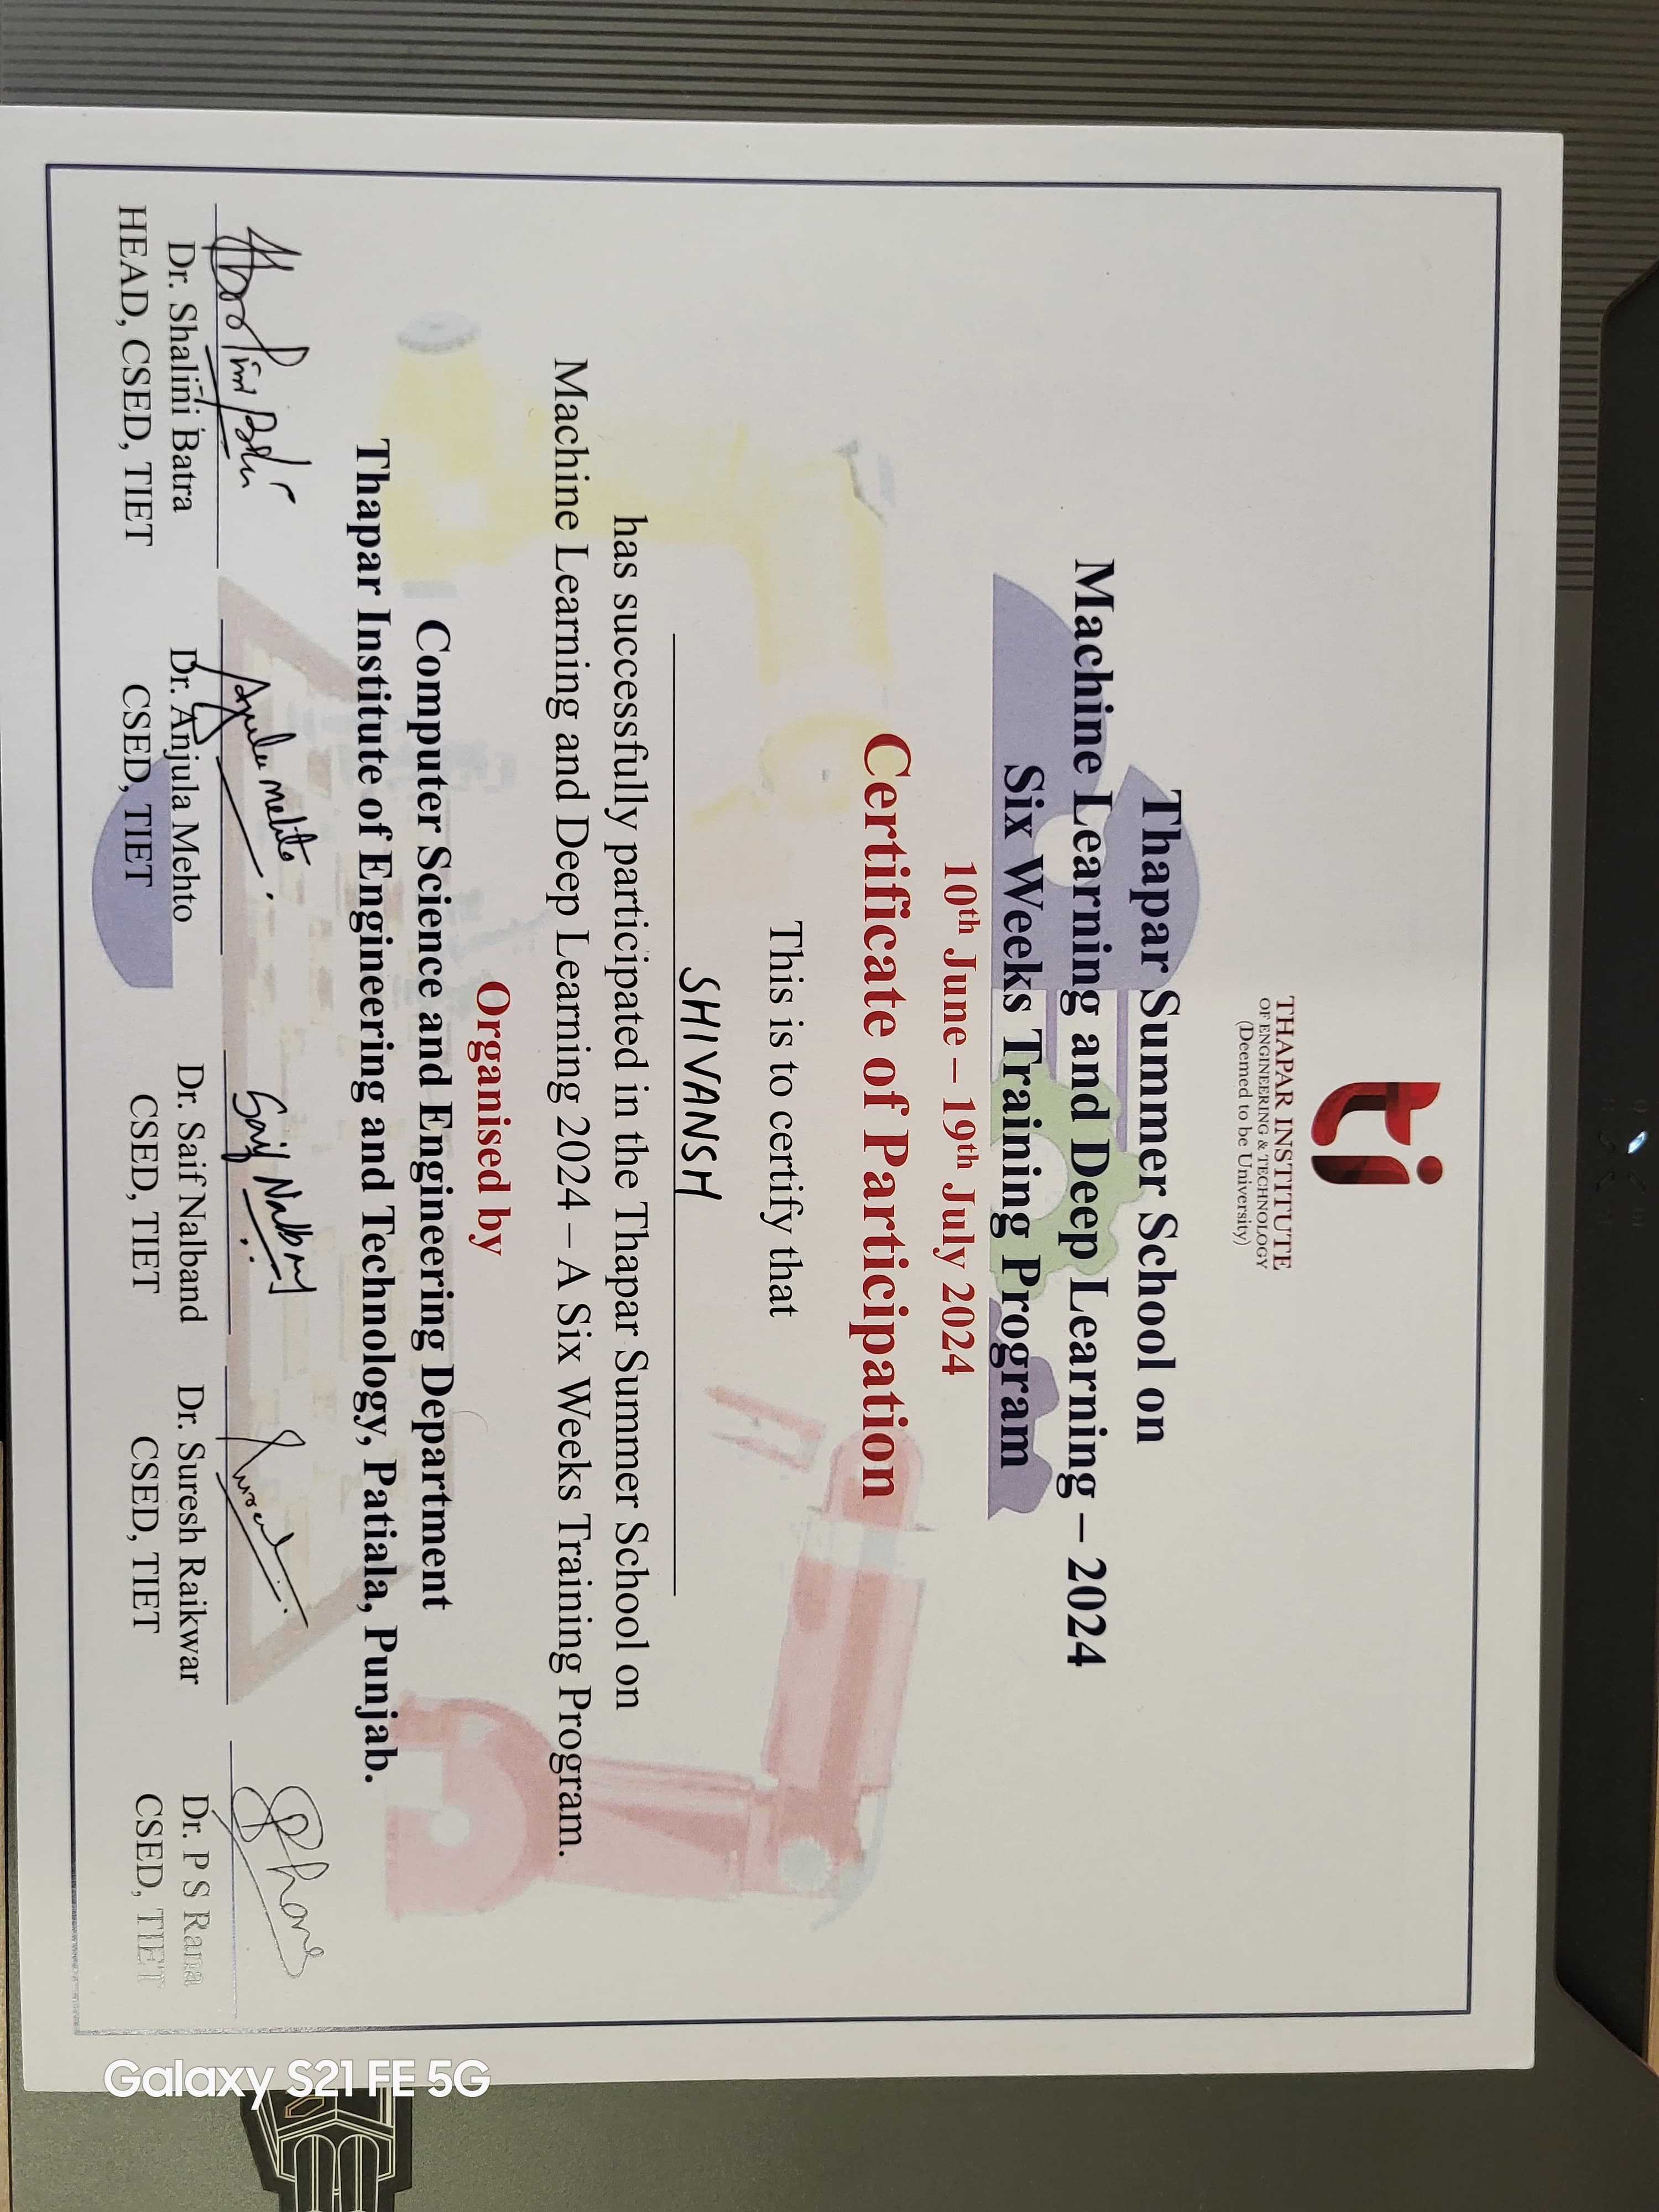 THAPAR INSTITUTE
OF ENGINEERING & TECHNOLOGY
(Deemed to be University)
Thapar Summer School on
Machine Learning and Deep Learning – 2024
Six Weeks Training Program
10th June – 19th July 2024
Certificate of Participation
This is to certify that
SHIVANSH
has successfully participated in the Thapar Summer School on
Machine Learning and Deep Learning 2024 – A Six Weeks Training Program.
Organised by
Computer Science and Engineering Department
Thapar Institute of Engineering and Technology, Patiala, Punjab.
Dr. Shalini Batra
HEAD, CSED, TIET
Dr. Anjula Mehto
CSED, TIET
Dr. Saif Nalband
CSED, TIET
Dr. Suresh Raikwar
CSED, TIET
Dr. P S Rana
CSED, TIET
Galaxy S21 FE 5G